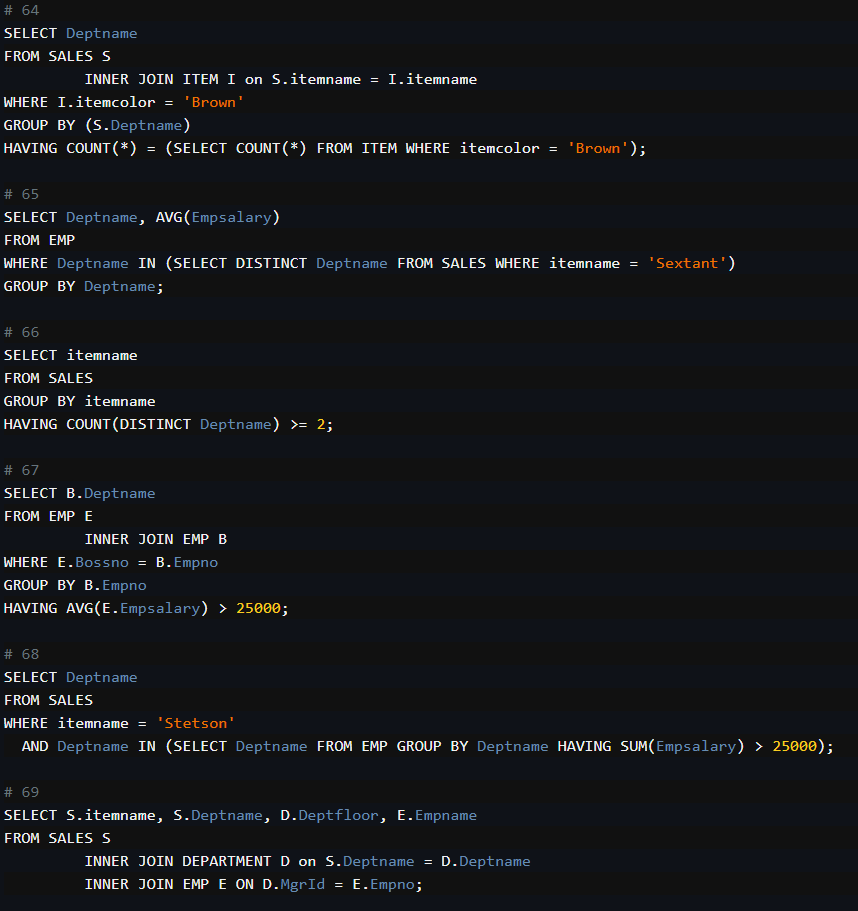 # 64
SELECT Deptname
FROM SALES S
INNER JOIN ITEM I on S.itemname = I.itemname
WHERE I.itemcolor = 'Brown'
GROUP BY (S.Deptname)
HAVING COUNT(*) = (SELECT COUNT(*) FROM ITEM WHERE itemcolor = 'Brown');
# 65
SELECT Deptname, AVG(Empsalary)
FROM EMP
WHERE Deptname IN (SELECT DISTINCT Deptname FROM SALES WHERE itemname = 'Sextant')
GROUP BY Deptname;
# 66
SELECT itemname
FROM SALES
GROUP BY itemname
HAVING COUNT(DISTINCT Deptname) >= 2;
# 67
SELECT B.Deptname
FROM EMP E
INNER JOIN EMP B
WHERE E.Bossno = B.Empno
GROUP BY B.Empno
HAVING AVG(E.Empsalary) > 25000;
# 68
SELECT Deptname
FROM SALES
WHERE itemname = 'Stetson'
AND Deptname IN (SELECT Deptname FROM EMP GROUP BY Deptname HAVING SUM(Empsalary) > 25000);
# 69
SELECT S.itemname, S.Deptname, D.Deptfloor, E.Empname
FROM SALES S
INNER JOIN DEPARTMENT D on S.Deptname = D.Deptname
INNER JOIN EMP E ON D.MgrId = E.Empno;